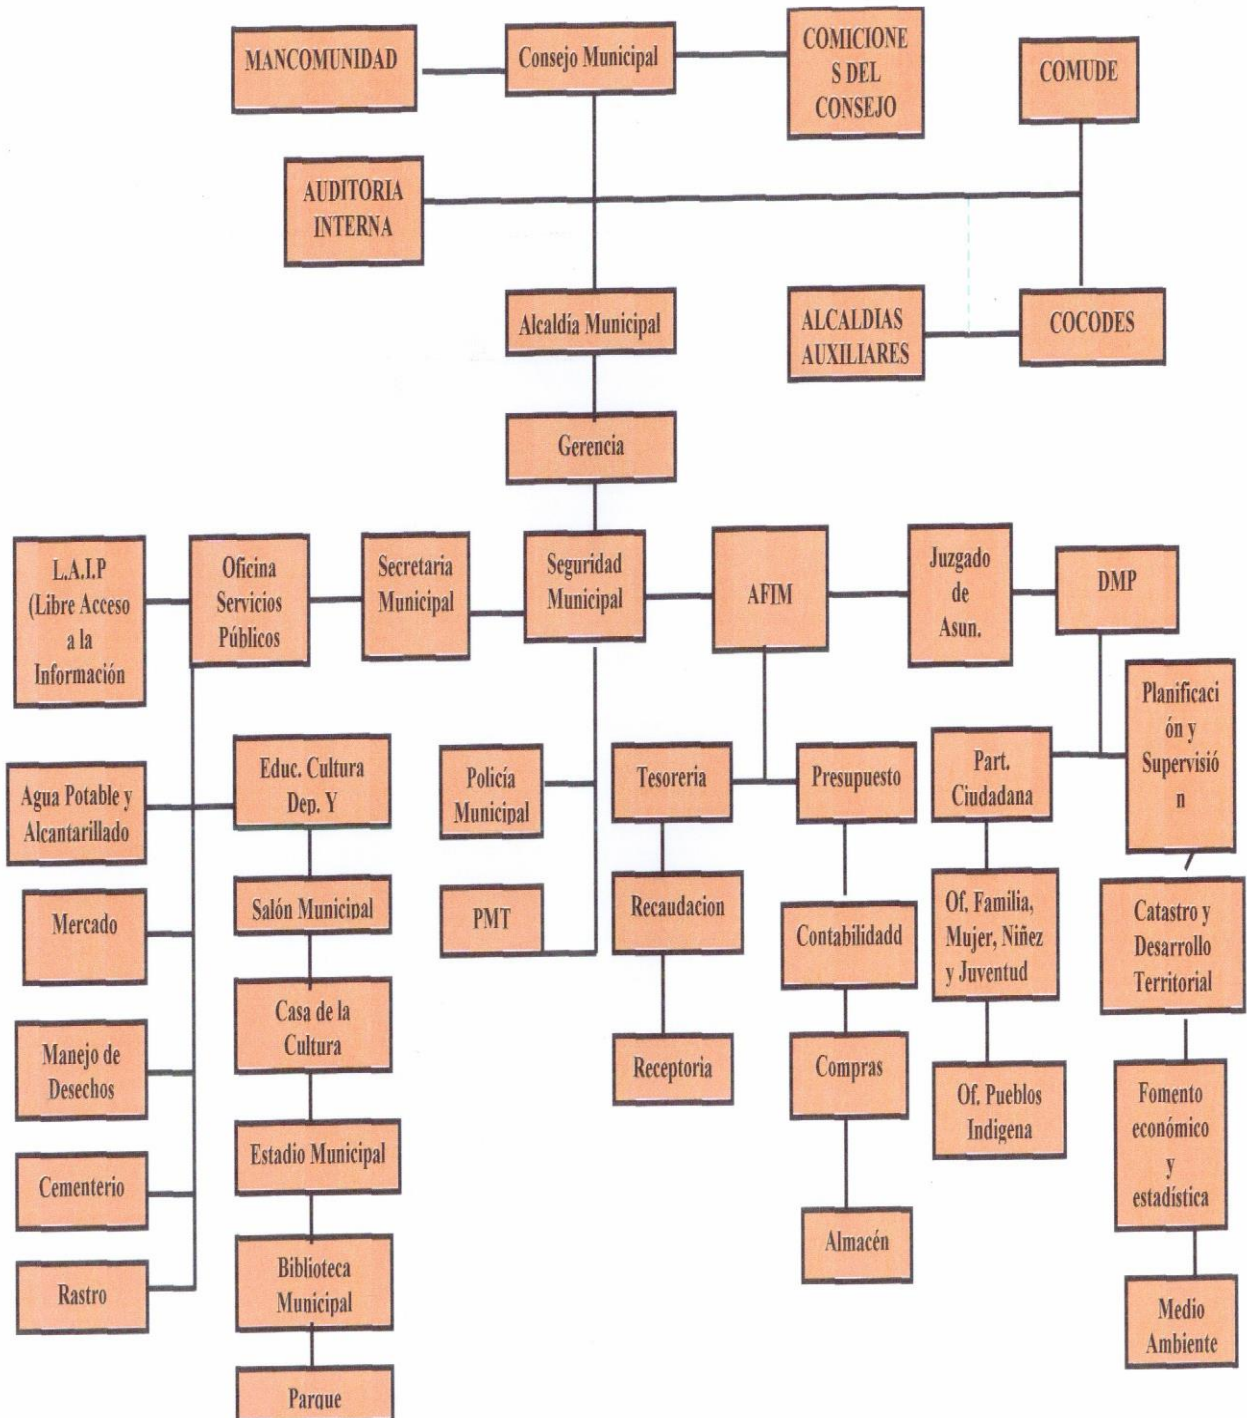 MANCOMUNIDAD
Consejo Municipal
COMICIONE
S DEL
CONSEJO
COMUDE
AUDITORIA
INTERNA
Alcaldía Municipal
ALCALDIAS
AUXILIARES
COCODES
Gerencia
L.A.I.P
(Libre Acceso
a la
Información
Oficina
Servicios
Públicos
Secretaria
Municipal
Seguridad
Municipal
AFIM
Juzgado
de
Asun.
DMP
Planificaci
ón y
Supervisió
n
Agua Potable y
Alcantarillado
Educ. Cultura
Dep. Y
Policía
Municipal
Tesoreria
Presupuesto
Part.
Ciudadana
Mercado
Salón Municipal
PMT
Recaudacion
Contabilidadd
Of. Familia,
Mujer, Niñez
y Juventud
Catastro y
Desarrollo
Territorial
Manejo de
Desechos
Casa de la
Cultura
Receptoria
Compras
Of. Pueblos
Indigena
Fomento
económico
y
estadística
Cementerio
Estadio Municipal
Almacén
Rastro
Biblioteca
Municipal
Medio
Ambiente
Parque